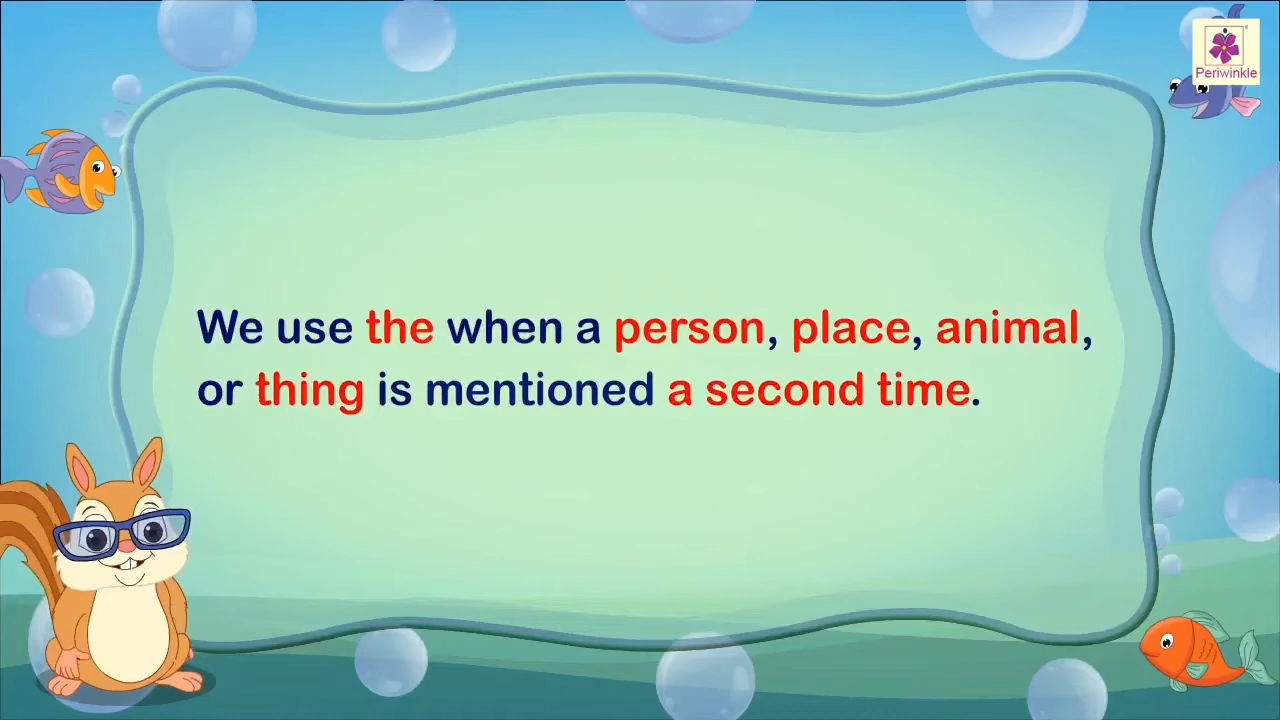 Periwinkle
We use the when a person, place, animal,
or thing is mentioned a second time.